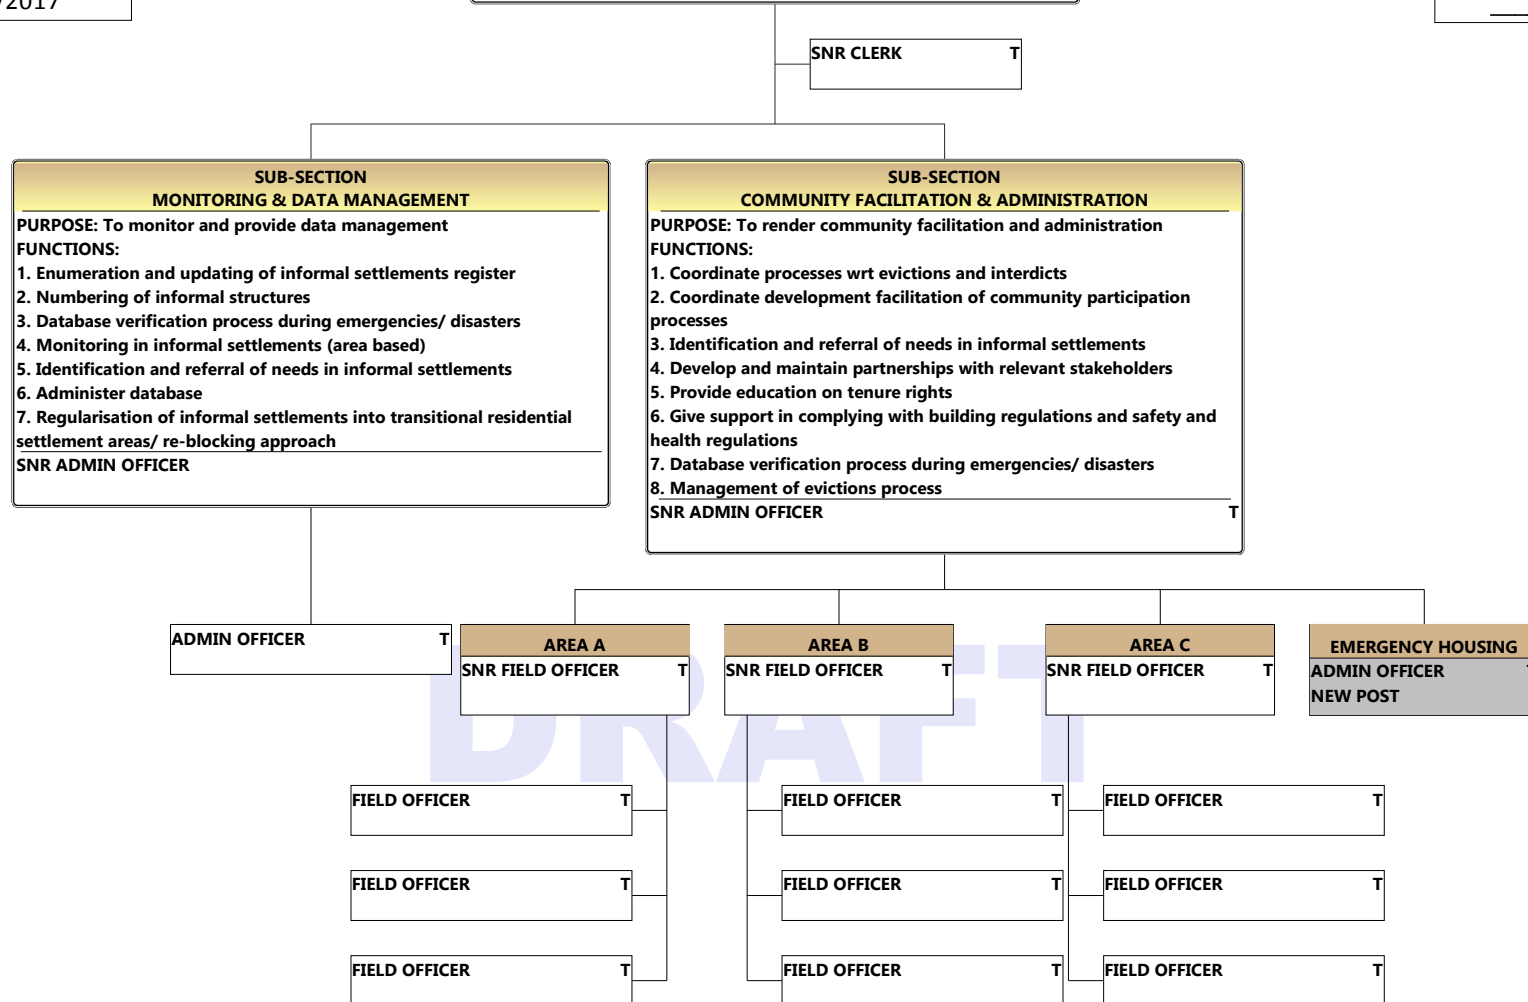 /2017
SNR CLERK T
SUB-SECTION
MONITORING & DATA MANAGEMENT
PURPOSE: To monitor and provide data management
FUNCTIONS:
1. Enumeration and updating of informal settlements register
2. Numbering of informal structures
3. Database verification process during emergencies/ disasters
4. Monitoring in informal settlements (area based)
5. Identification and referral of needs in informal settlements
6. Administer database
7. Regularisation of informal settlements into transitional residential
settlement areas/ re-blocking approach
SNR ADMIN OFFICER
SUB-SECTION
COMMUNITY FACILITATION & ADMINISTRATION
PURPOSE: To render community facilitation and administration
FUNCTIONS:
1. Coordinate processes wrt evictions and interdicts
2. Coordinate development facilitation of community participation
processes
3. Identification and referral of needs in informal settlements
4. Develop and maintain partnerships with relevant stakeholders
5. Provide education on tenure rights
6. Give support in complying with building regulations and safety and
health regulations
7. Database verification process during emergencies/ disasters
8. Management of evictions process
SNR ADMIN OFFICER T
ADMIN OFFICER T
AREA A
SNR FIELD OFFICER T
AREA B
SNR FIELD OFFICER T
AREA C
SNR FIELD OFFICER T
EMERGENCY HOUSING
ADMIN OFFICER
NEW POST
DRAFT
FIELD OFFICER T
FIELD OFFICER T
FIELD OFFICER T
FIELD OFFICER T
FIELD OFFICER T
FIELD OFFICER T
FIELD OFFICER T
FIELD OFFICER T
FIELD OFFICER T